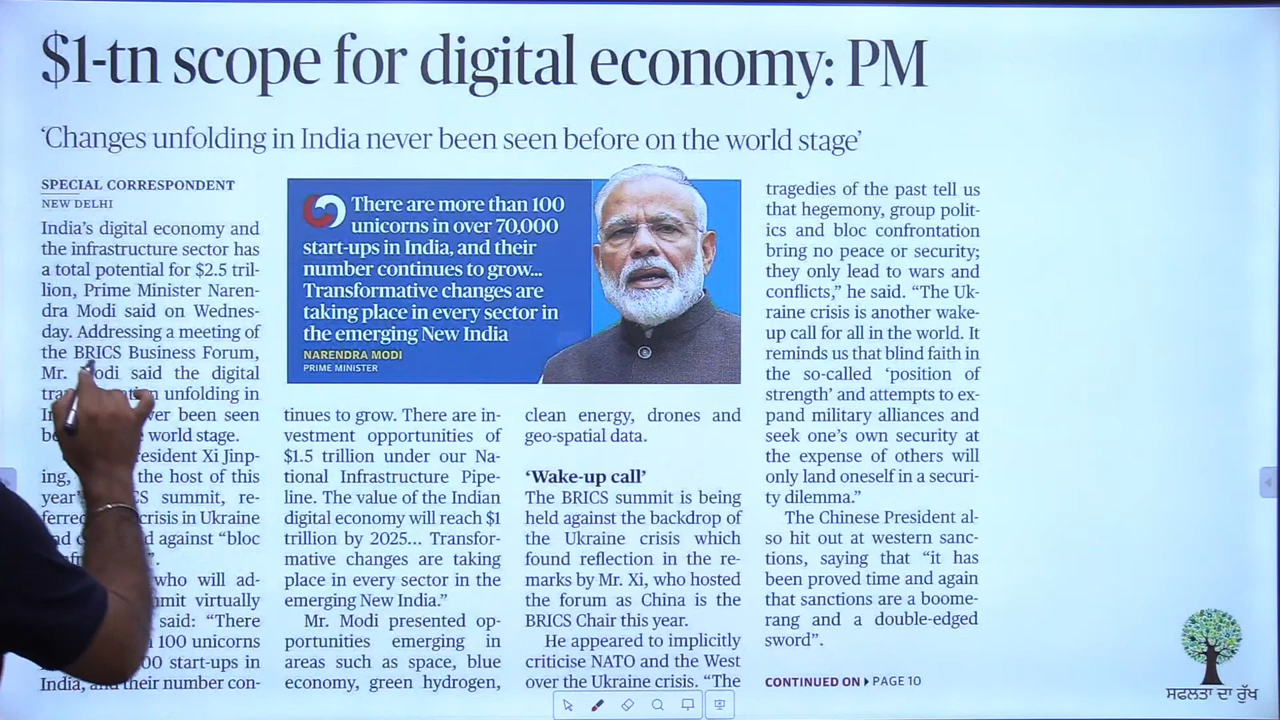 $1-tn scope for digital economy: PM
‘Changes unfolding in India never been seen before on the world stage’
SPECIAL CORRESPONDENT
NEW DELHI
India’s digital economy and
the infrastructure sector has
a total potential for $2.5 tril-
lion, Prime Minister Naren-
dra Modi said on Wednes-
day. Addressing a meeting of
the BRICS Business Forum,
Mr. Modi said the digital
unfolding in
been seen
world stage.
resident Xi Jinp-
ing, the host of this
summit, re-
crisis in Ukraine
against “bloc
who will ad-
virtually
said: “There
100 unicorns
start-ups in
India, and their number con-
There are more than 100
unicorns in over 70,000
start-ups in India, and their
number continues to grow...
Transformative changes are
taking place in every sector in
the emerging New India
NARENDRA MODI
PRIME MINISTER
tinues to grow. There are in-
vestment opportunities of
$1.5 trillion under our Na-
tional Infrastructure Pipe-
line. The value of the Indian
digital economy will reach $1
trillion by 2025... Transfor-
mative changes are taking
place in every sector in the
emerging New India.”
Mr. Modi presented op-
portunities emerging in
areas such as space, blue
economy, green hydrogen,
clean energy, drones and
geo-spatial data.
‘Wake-up call’
The BRICS summit is being
held against the backdrop of
the Ukraine crisis which
found reflection in the re-
marks by Mr. Xi, who hosted
the forum as China is the
BRICS Chair this year.
He appeared to implicitly
criticise NATO and the West
over the Ukraine crisis. “The
tragedies of the past tell us
that hegemony, group polit-
ics and bloc confrontation
bring no peace or security;
they only lead to wars and
conflicts,” he said. “The Uk-
raine crisis is another wake-
up call for all in the world. It
reminds us that blind faith in
the so-called ‘position of
strength’ and attempts to ex-
pand military alliances and
seek one’s own security at
the expense of others will
only land oneself in a securi-
ty dilemma.”
The Chinese President al-
so hit out at western sanc-
tions, saying that “it has
been proved time and again
that sanctions are a boome-
rang and a double-edged
sword”.
CONTINUED ON PAGE 10
ਸਫਲਤਾ ਦਾ ਰੁੱਖ